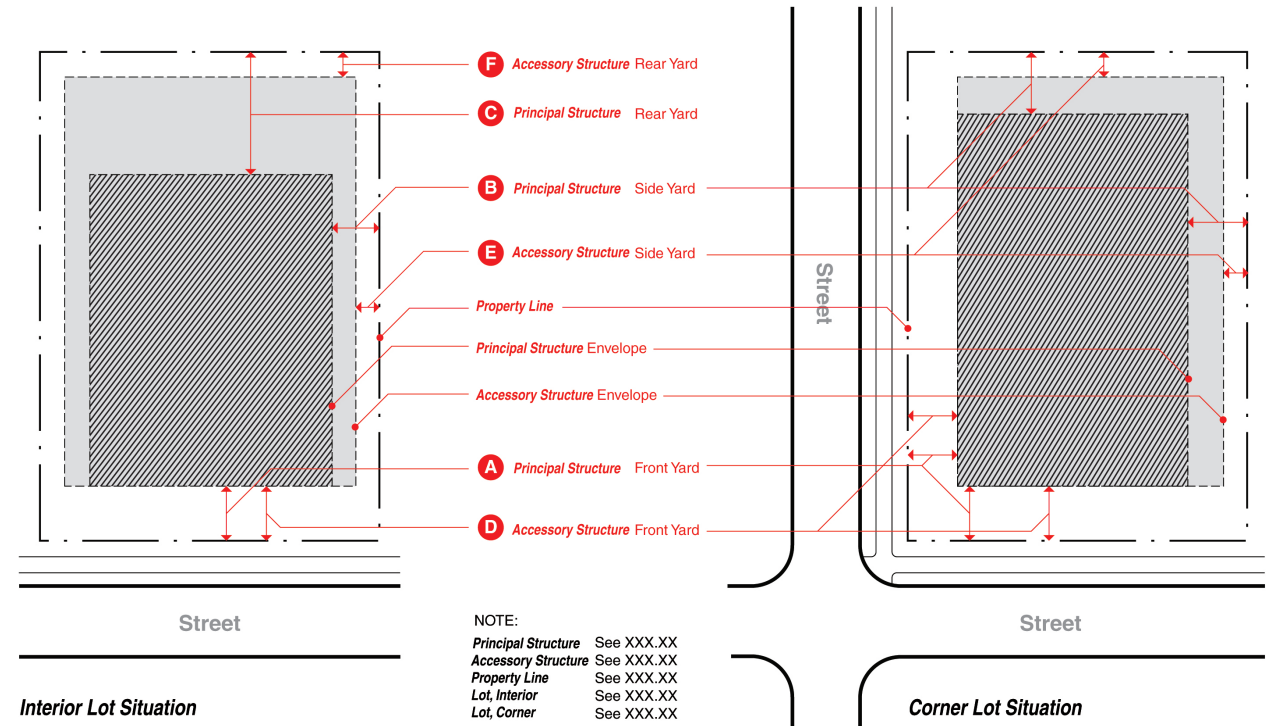 F Accessory Structure Rear Yard
C Principal Structure Rear Yard
B Principal Structure Side Yard
E Accessory Structure Side Yard
Property Line
Principal Structure Envelope
Accessory Structure Envelope
A Principal Structure Front Yard
D Accessory Structure Front Yard
Street
Street
Street
NOTE:
Principal Structure See XXX.XX
Accessory Structure See XXX.XX
Property Line See XXX.XX
Lot, Interior See XXX.XX
Lot, Corner See XXX.XX
Interior Lot Situation
Corner Lot Situation